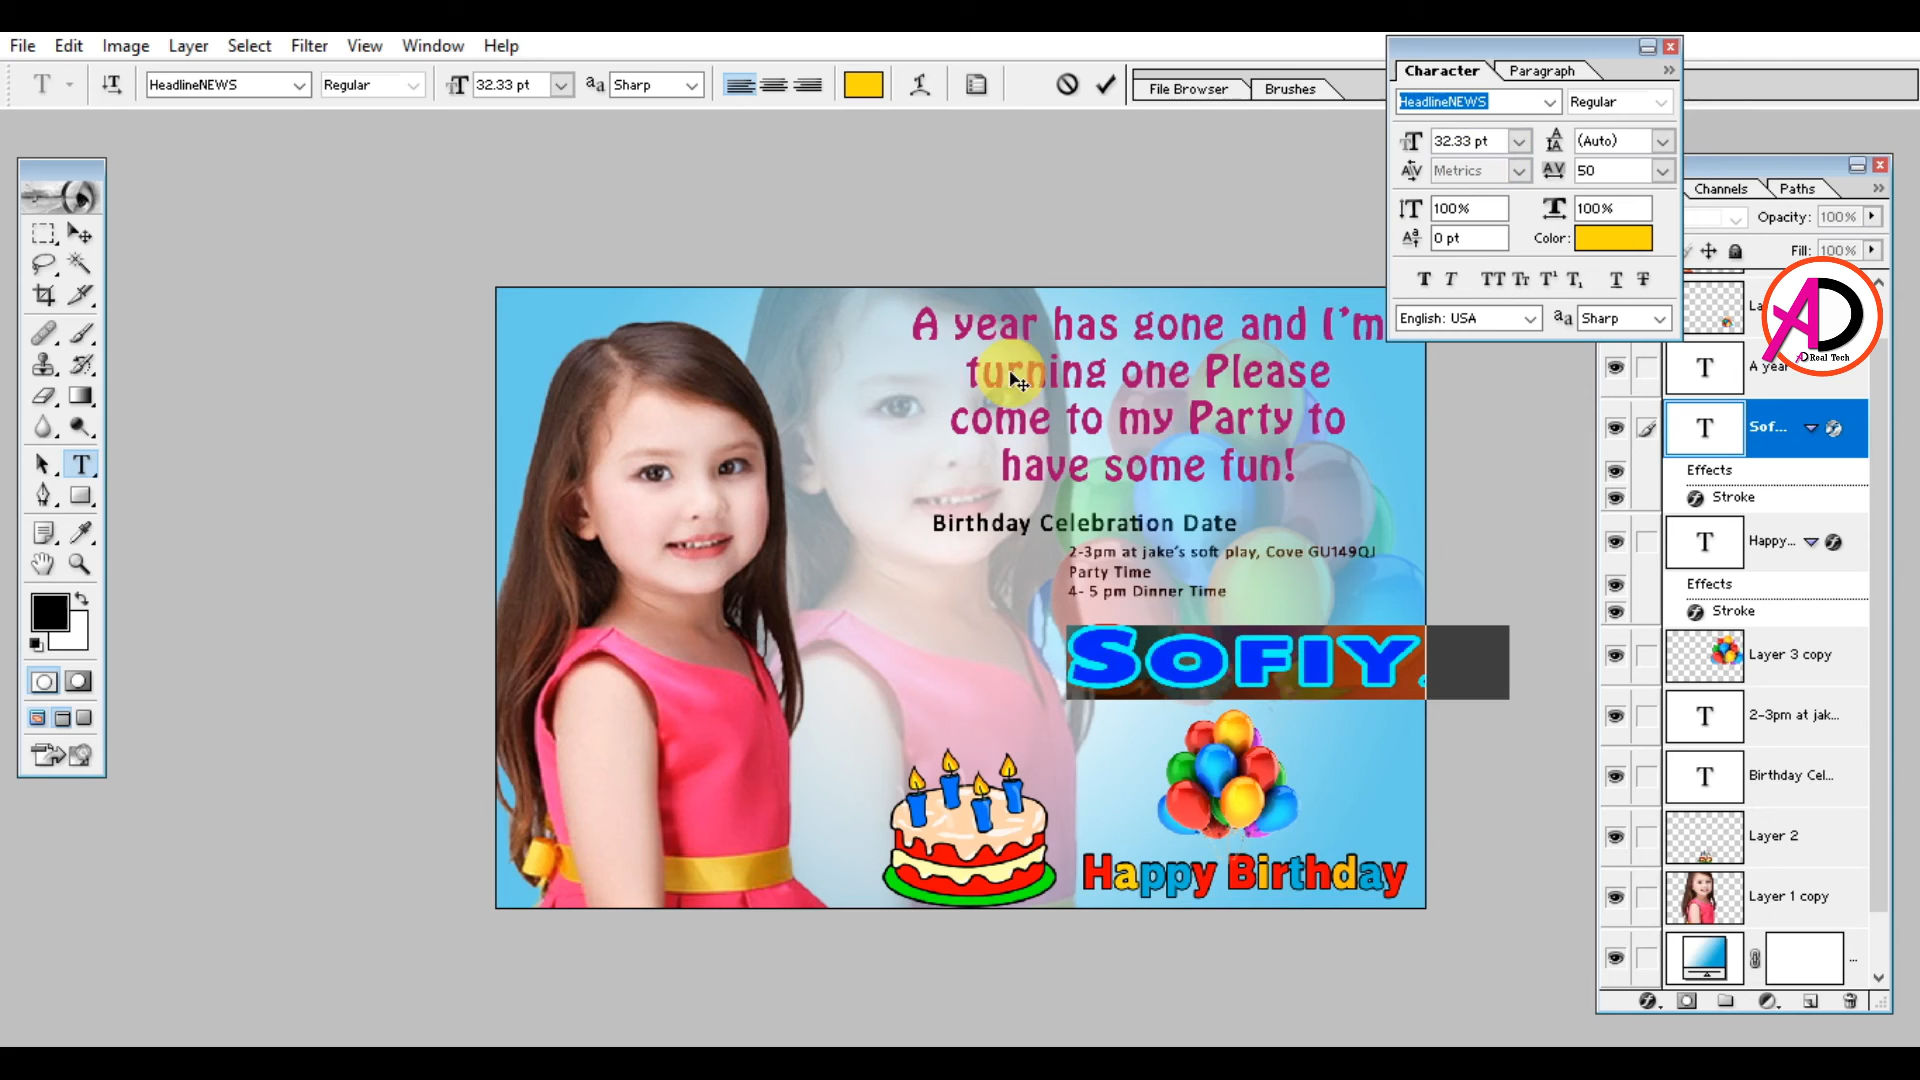 File Edit Image Layer Select Filter View Window Help
T HeadlineNEWS Regular 32.33 pt aa Sharp File Browser Brushes
Character Paragraph
HeadlineNEWS Regular
32.33 pt (Auto)
Metrics 50
100% 100%
0 pt Color:
English: USA aa Sharp
Channels Paths
Opacity: 100%
Fill: 100%
AD Real Tech
A year
Sof...
Effects
Stroke
Happy...
Effects
Stroke
Layer 3 copy
2-3pm at jak...
Birthday Cel...
Layer 2
Layer 1 copy
A year has gone and I'm
turning one Please
come to my Party to
have some fun!
Birthday Celebration Date
2-3pm at jake's soft play, Cove GU149QJ
Party Time
4- 5 pm Dinner Time
SOFIY
Happy Birthday